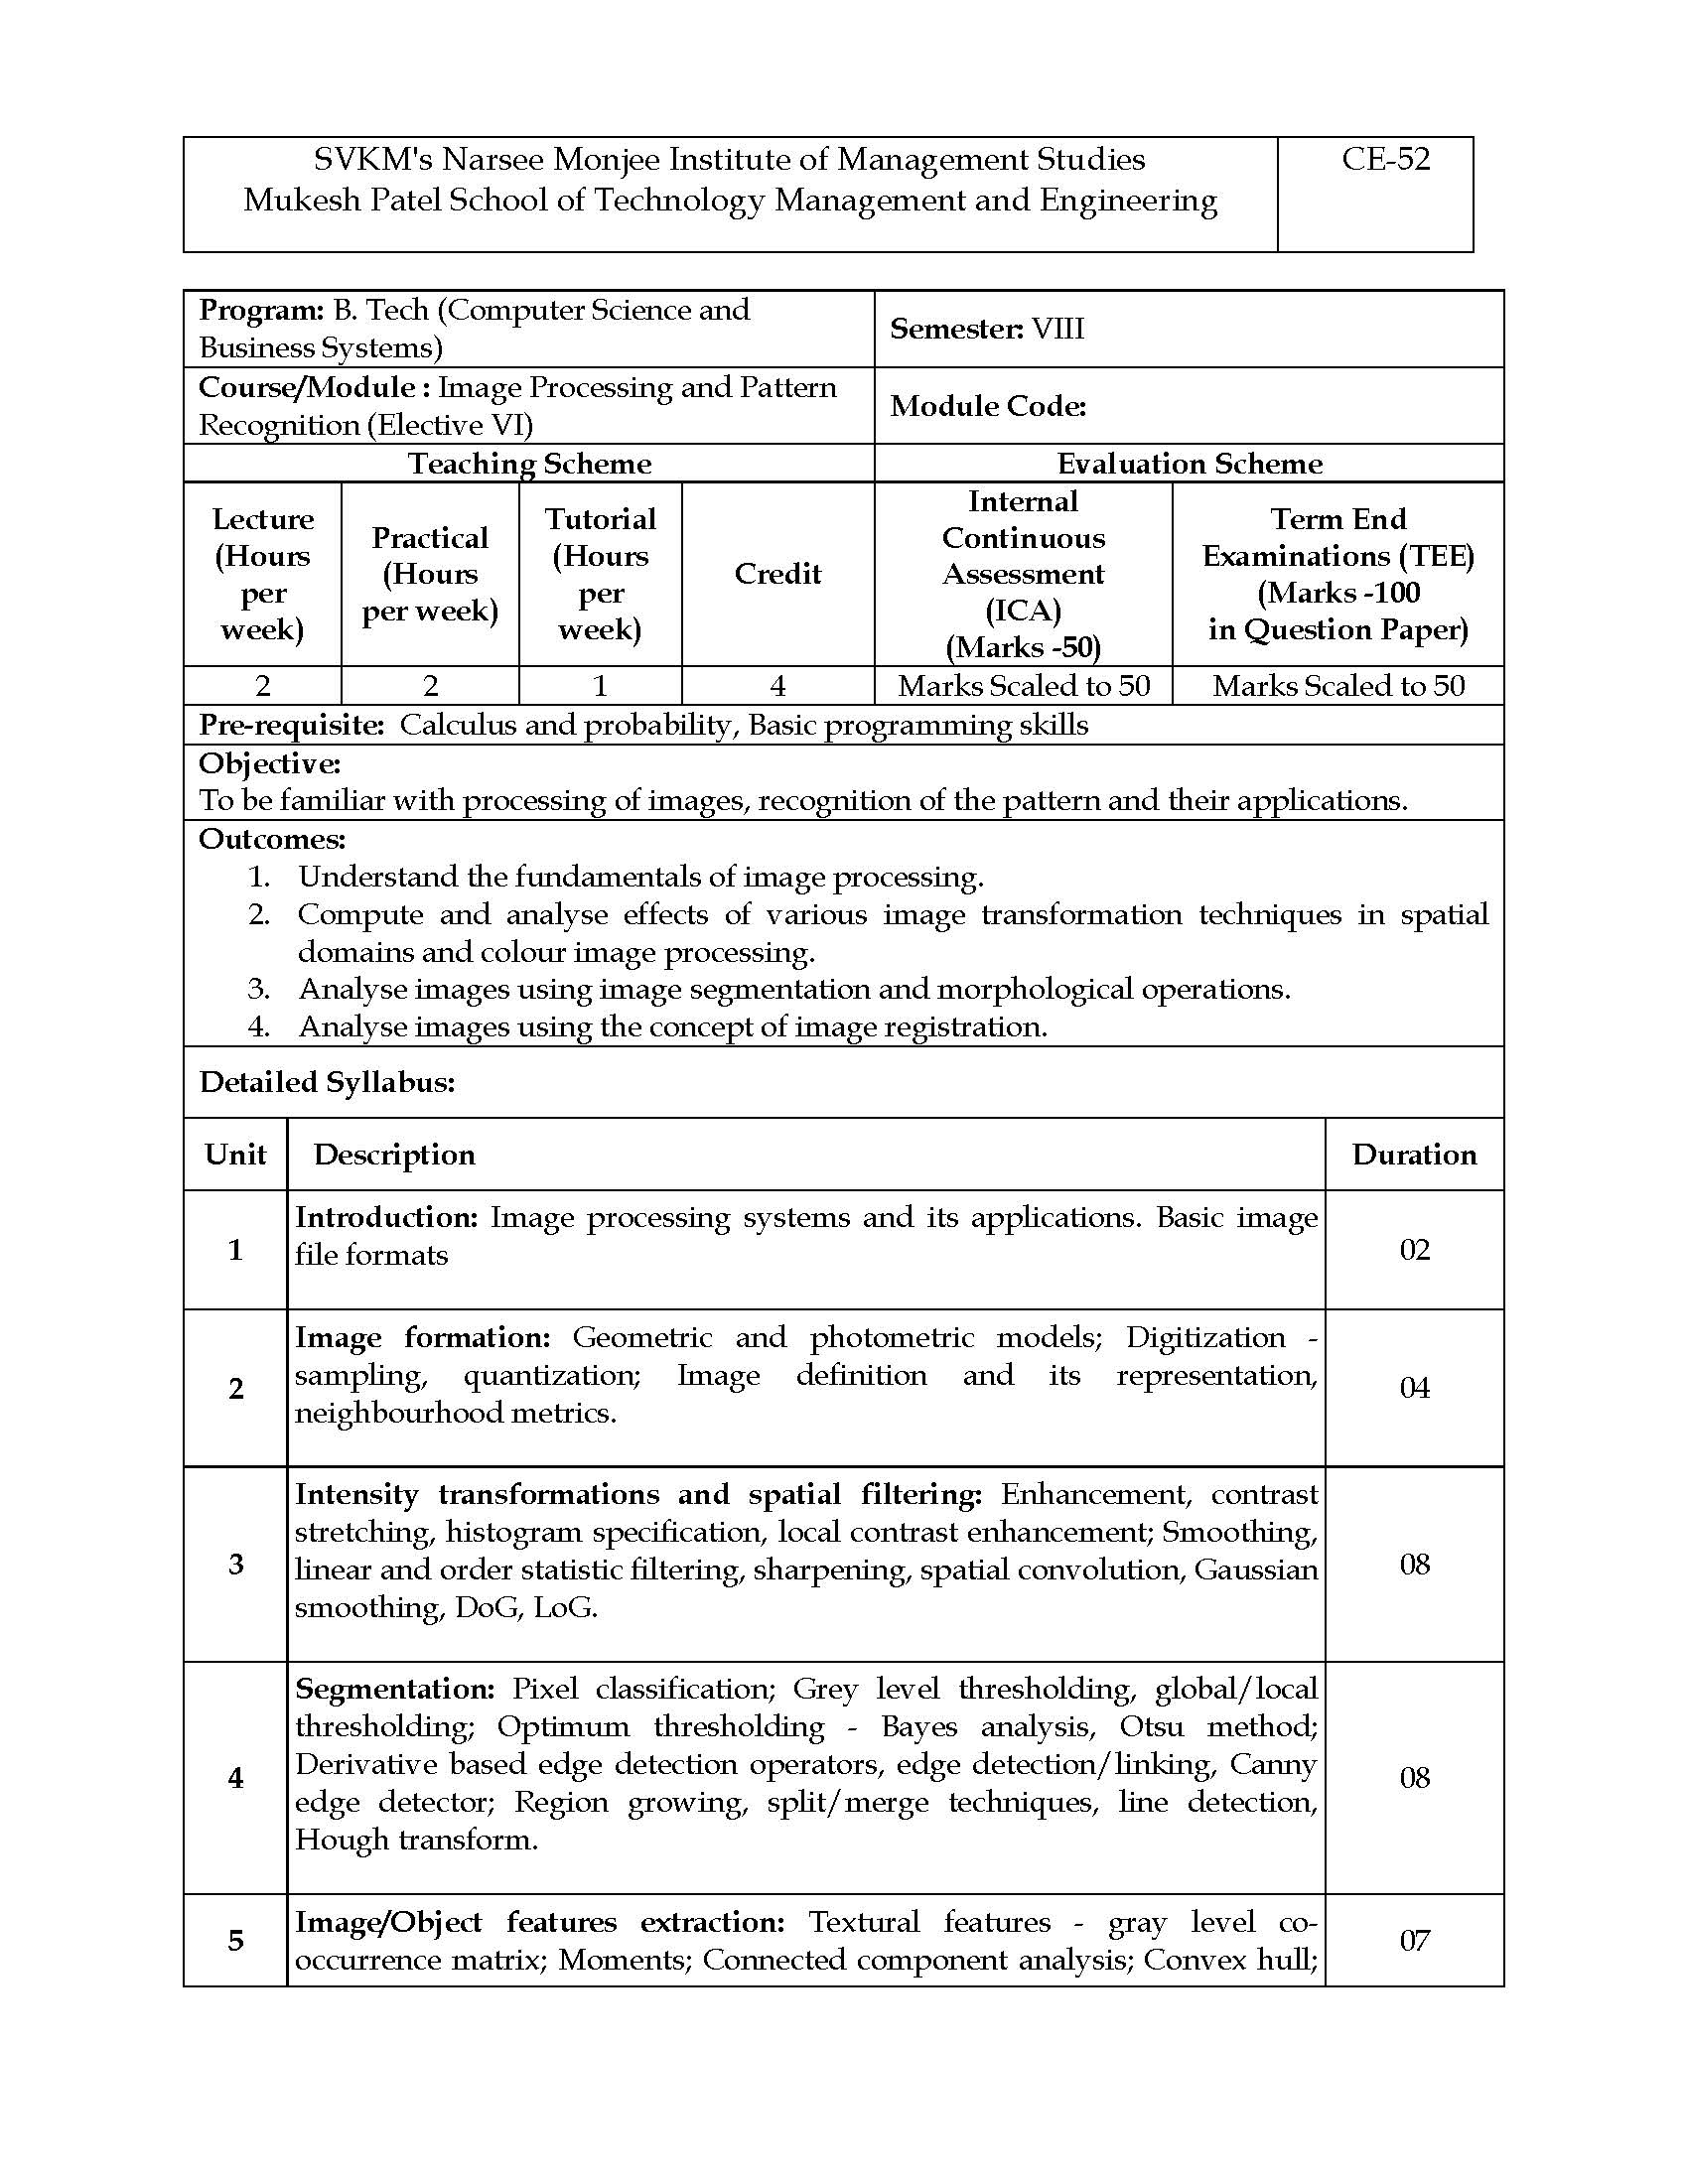 SVKM's Narsee Monjee Institute of Management Studies
Mukesh Patel School of Technology Management and Engineering
CE-52
Program: B. Tech (Computer Science and
Business Systems)
Semester: VIII
Course/Module : Image Processing and Pattern
Recognition (Elective VI)
Module Code:
Teaching Scheme
Evaluation Scheme
Lecture
(Hours
per
week)
Practical
(Hours
per week)
Tutorial
(Hours
per
week)
Credit
Internal
Continuous
Assessment
(ICA)
(Marks -50)
Term End
Examinations (TEE)
(Marks -100
in Question Paper)
2
2
1
4
Marks Scaled to 50
Marks Scaled to 50
Pre-requisite: Calculus and probability, Basic programming skills
Objective:
To be familiar with processing of images, recognition of the pattern and their applications.
Outcomes:
1. Understand the fundamentals of image processing.
2. Compute and analyse effects of various image transformation techniques in spatial
domains and colour image processing.
3. Analyse images using image segmentation and morphological operations.
4. Analyse images using the concept of image registration.
Detailed Syllabus:
Unit
Description
Duration
1
Introduction: Image processing systems and its applications. Basic image
file formats
02
2
Image formation: Geometric and photometric models; Digitization -
sampling, quantization; Image definition and its representation,
neighbourhood metrics.
04
3
Intensity transformations and spatial filtering: Enhancement, contrast
stretching, histogram specification, local contrast enhancement; Smoothing,
linear and order statistic filtering, sharpening, spatial convolution, Gaussian
smoothing, DoG, LoG.
08
4
Segmentation: Pixel classification; Grey level thresholding, global/local
thresholding; Optimum thresholding - Bayes analysis, Otsu method;
Derivative based edge detection operators, edge detection/linking, Canny
edge detector; Region growing, split/merge techniques, line detection,
Hough transform.
08
5
Image/Object features extraction: Textural features - gray level co-
occurrence matrix; Moments; Connected component analysis; Convex hull;
07